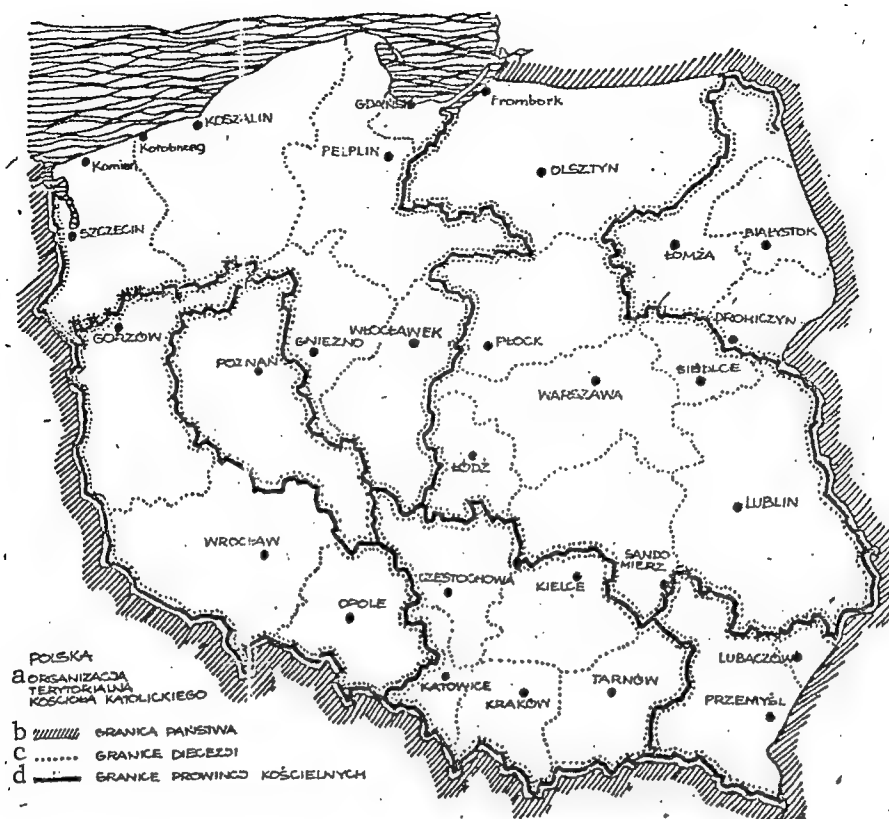 GDAŃSK
Frombork
KOSZALIN
Kołobrzeg
Kamień
PELPLIN
OLSZTYN
SZCZECIN
ŁOMŻA
BIAŁYSTOK
DROHICZYN
GORZÓW
POZNAŃ
GNIEZNO
WŁOCŁAWEK
PŁOCK
SIEDLCE
WARSZAWA
ŁÓDŹ
LUBLIN
WROCŁAW
CZĘSTOCHOWA
KIELCE
SANDO
MIERZ
OPOLE
KATOWICE
KRAKÓW
TARNÓW
LUBACZÓW
PRZEMYŚL
POLSKA
a ORGANIZACJA
TERYTORIALNA
KOŚCIOŁA KATOLICKIEGO
b GRANICA PAŃSTWA
c GRANICE DIECEZJI
d GRANICE PROWINCJ KOŚCIELNYCH